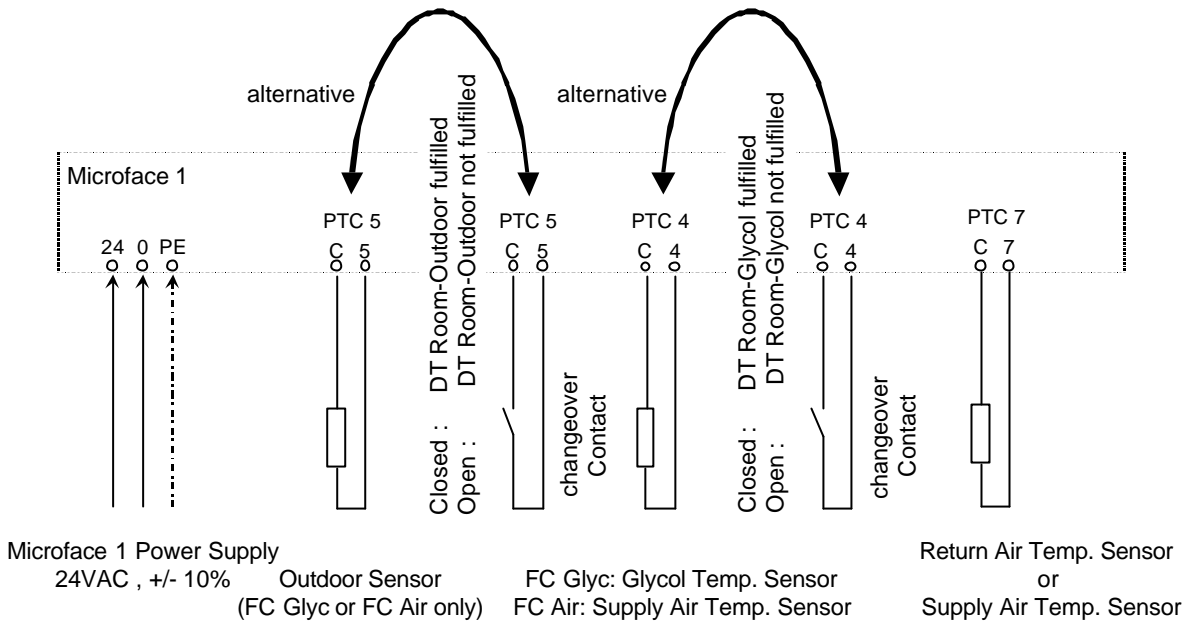 alternative
alternative
Microface 1
24 0 PE
PTC 5
C 5
Closed : DT Room-Outdoor fulfilled
Open : DT Room-Outdoor not fulfilled
PTC 5
C 5
changeover
Contact
PTC 4
C 4
Closed : DT Room-Glycol fulfilled
Open : DT Room-Glycol not fulfilled
PTC 4
C 4
changeover
Contact
PTC 7
C 7
Microface 1 Power Supply
24VAC , +/- 10%
Outdoor Sensor
(FC Glyc or FC Air only)
FC Glyc: Glycol Temp. Sensor
FC Air: Supply Air Temp. Sensor
Return Air Temp. Sensor
or
Supply Air Temp. Sensor